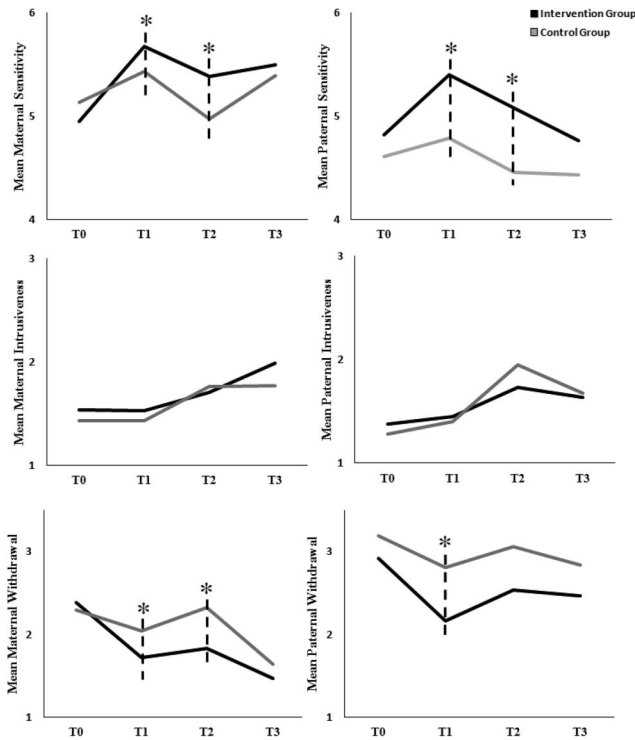 Intervention Group
Control Group
Mean Maternal Sensitivity
6
5
4
*
*
T0 T1 T2 T3
Mean Paternal Sensitivity
6
5
4
*
*
T0 T1 T2 T3
Mean Maternal Intrusiveness
3
2
1
T0 T1 T2 T3
Mean Paternal Intrusiveness
3
2
1
T0 T1 T2 T3
Mean Maternal Withdrawal
3
2
1
*
*
T0 T1 T2 T3
Mean Paternal Withdrawal
3
2
1
*
T0 T1 T2 T3